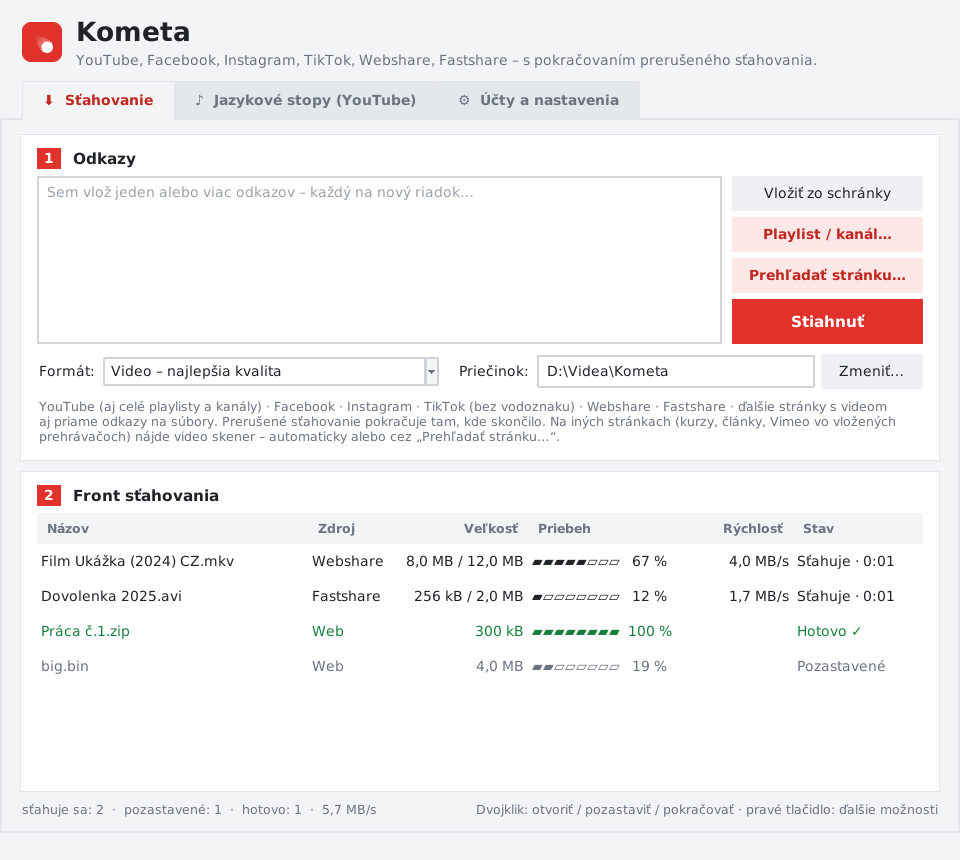 Kometa
YouTube, Facebook, Instagram, TikTok, Webshare, Fastshare – s pokračovaním prerušeného sťahovania.
⬇ Sťahovanie ♪ Jazykové stopy (YouTube) ⚙ Účty a nastavenia
1 Odkazy
Sem vlož jeden alebo viac odkazov – každý na nový riadok…
Vložiť zo schránky
Playlist / kanál…
Prehľadať stránku…
Stiahnuť
Formát: Video – najlepšia kvalita Priečinok: D:\Videa\Kometa Zmeniť…
YouTube (aj celé playlisty a kanály) · Facebook · Instagram · TikTok (bez vodoznaku) · Webshare · Fastshare · ďalšie stránky s videom
aj priame odkazy na súbory. Prerušené sťahovanie pokračuje tam, kde skončilo. Na iných stránkach (kurzy, články, Vimeo vo vložených
prehrávačoch) nájde video skener – automaticky alebo cez „Prehľadať stránku…“.
2 Front sťahovania
Názov Zdroj Veľkosť Priebeh Rýchlosť Stav
Film Ukážka (2024) CZ.mkv Webshare 8,0 MB / 12,0 MB ▰▰▰▰▰▱▱▱ 67 % 4,0 MB/s Sťahuje · 0:01
Dovolenka 2025.avi Fastshare 256 kB / 2,0 MB ▰▱▱▱▱▱▱▱ 12 % 1,7 MB/s Sťahuje · 0:01
Práca č.1.zip Web 300 kB ▰▰▰▰▰▰▰▰ 100 % Hotovo ✓
big.bin Web 4,0 MB ▰▰▱▱▱▱▱▱ 19 % Pozastavené
sťahuje sa: 2 · pozastavené: 1 · hotovo: 1 · 5,7 MB/s
Dvojklik: otvoriť / pozastaviť / pokračovať · pravé tlačidlo: ďalšie možnosti